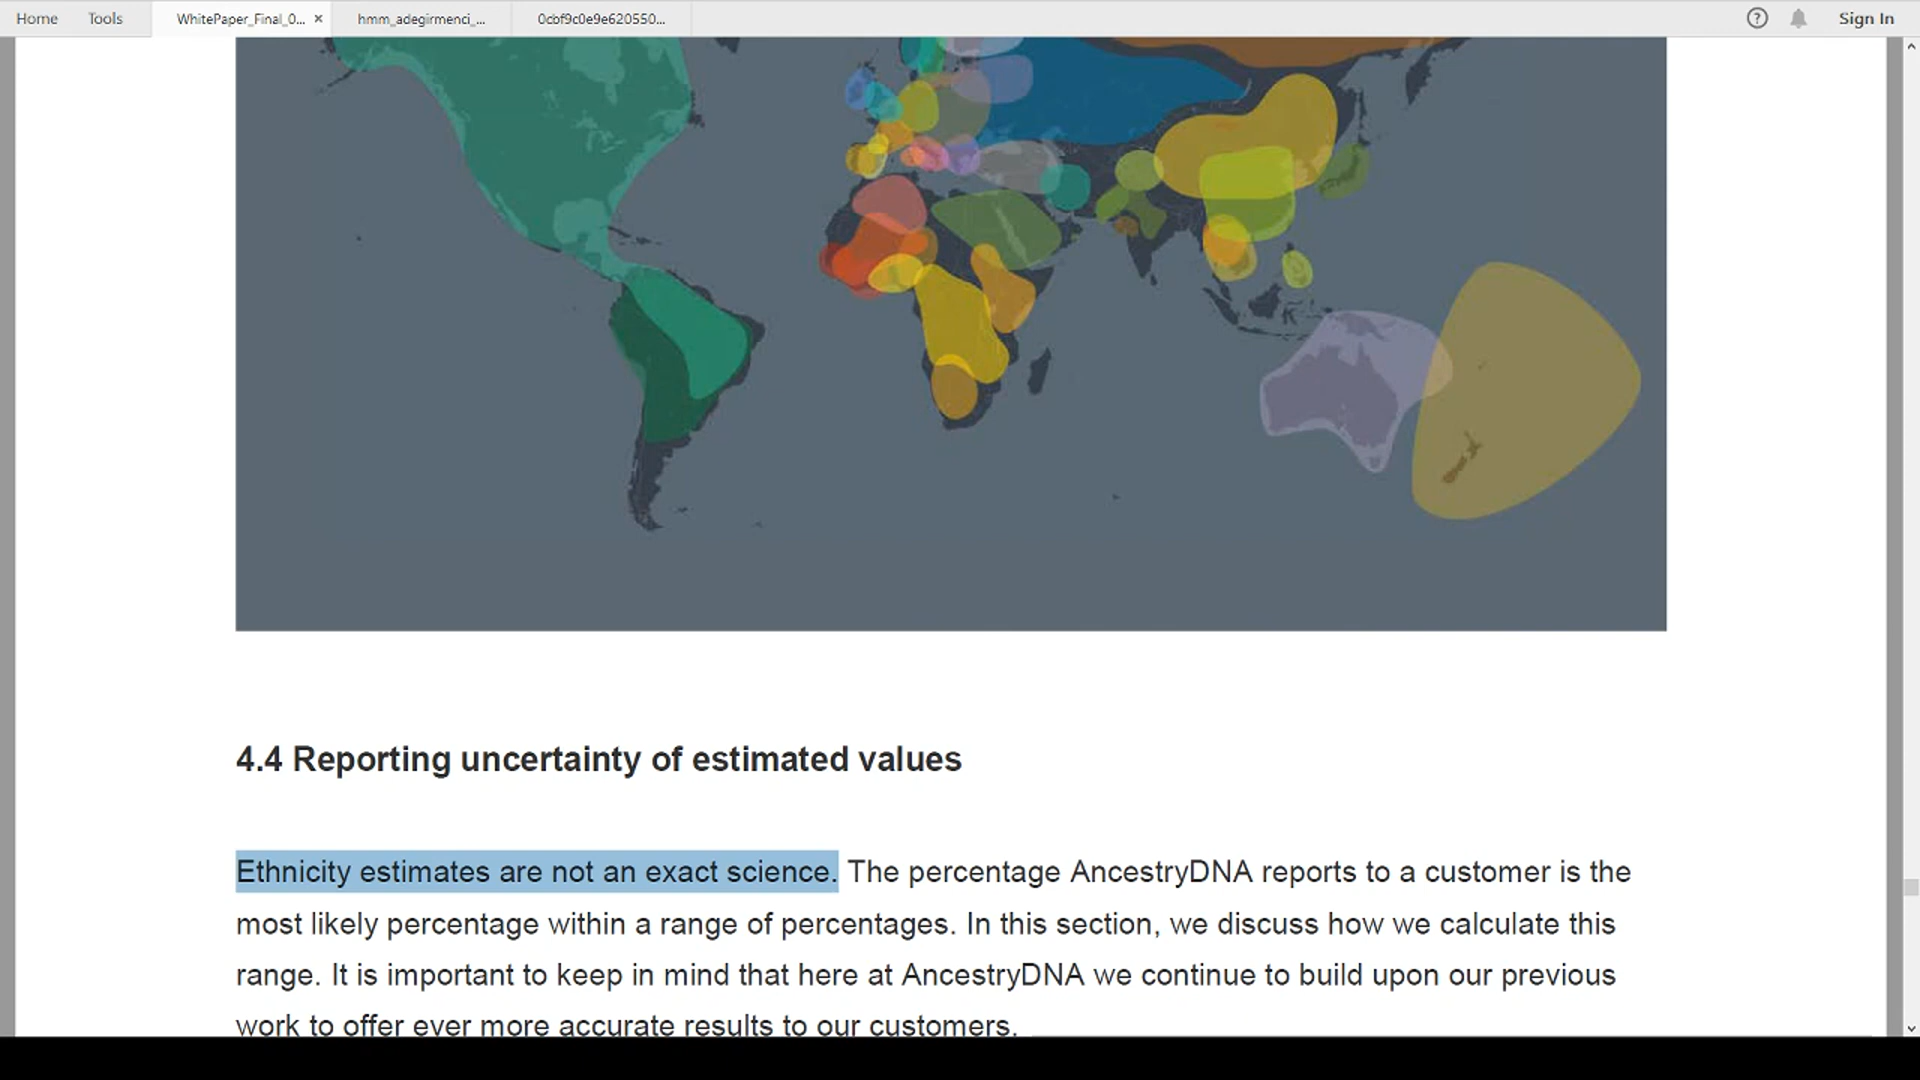 Home Tools WhitePaper_Final_0... hmm_adegirmenci_... 0cbf9c0e9e620550... Sign In
4.4 Reporting uncertainty of estimated values
Ethnicity estimates are not an exact science. The percentage AncestryDNA reports to a customer is the
most likely percentage within a range of percentages. In this section, we discuss how we calculate this
range. It is important to keep in mind that here at AncestryDNA we continue to build upon our previous
work to offer ever more accurate results to our customers.